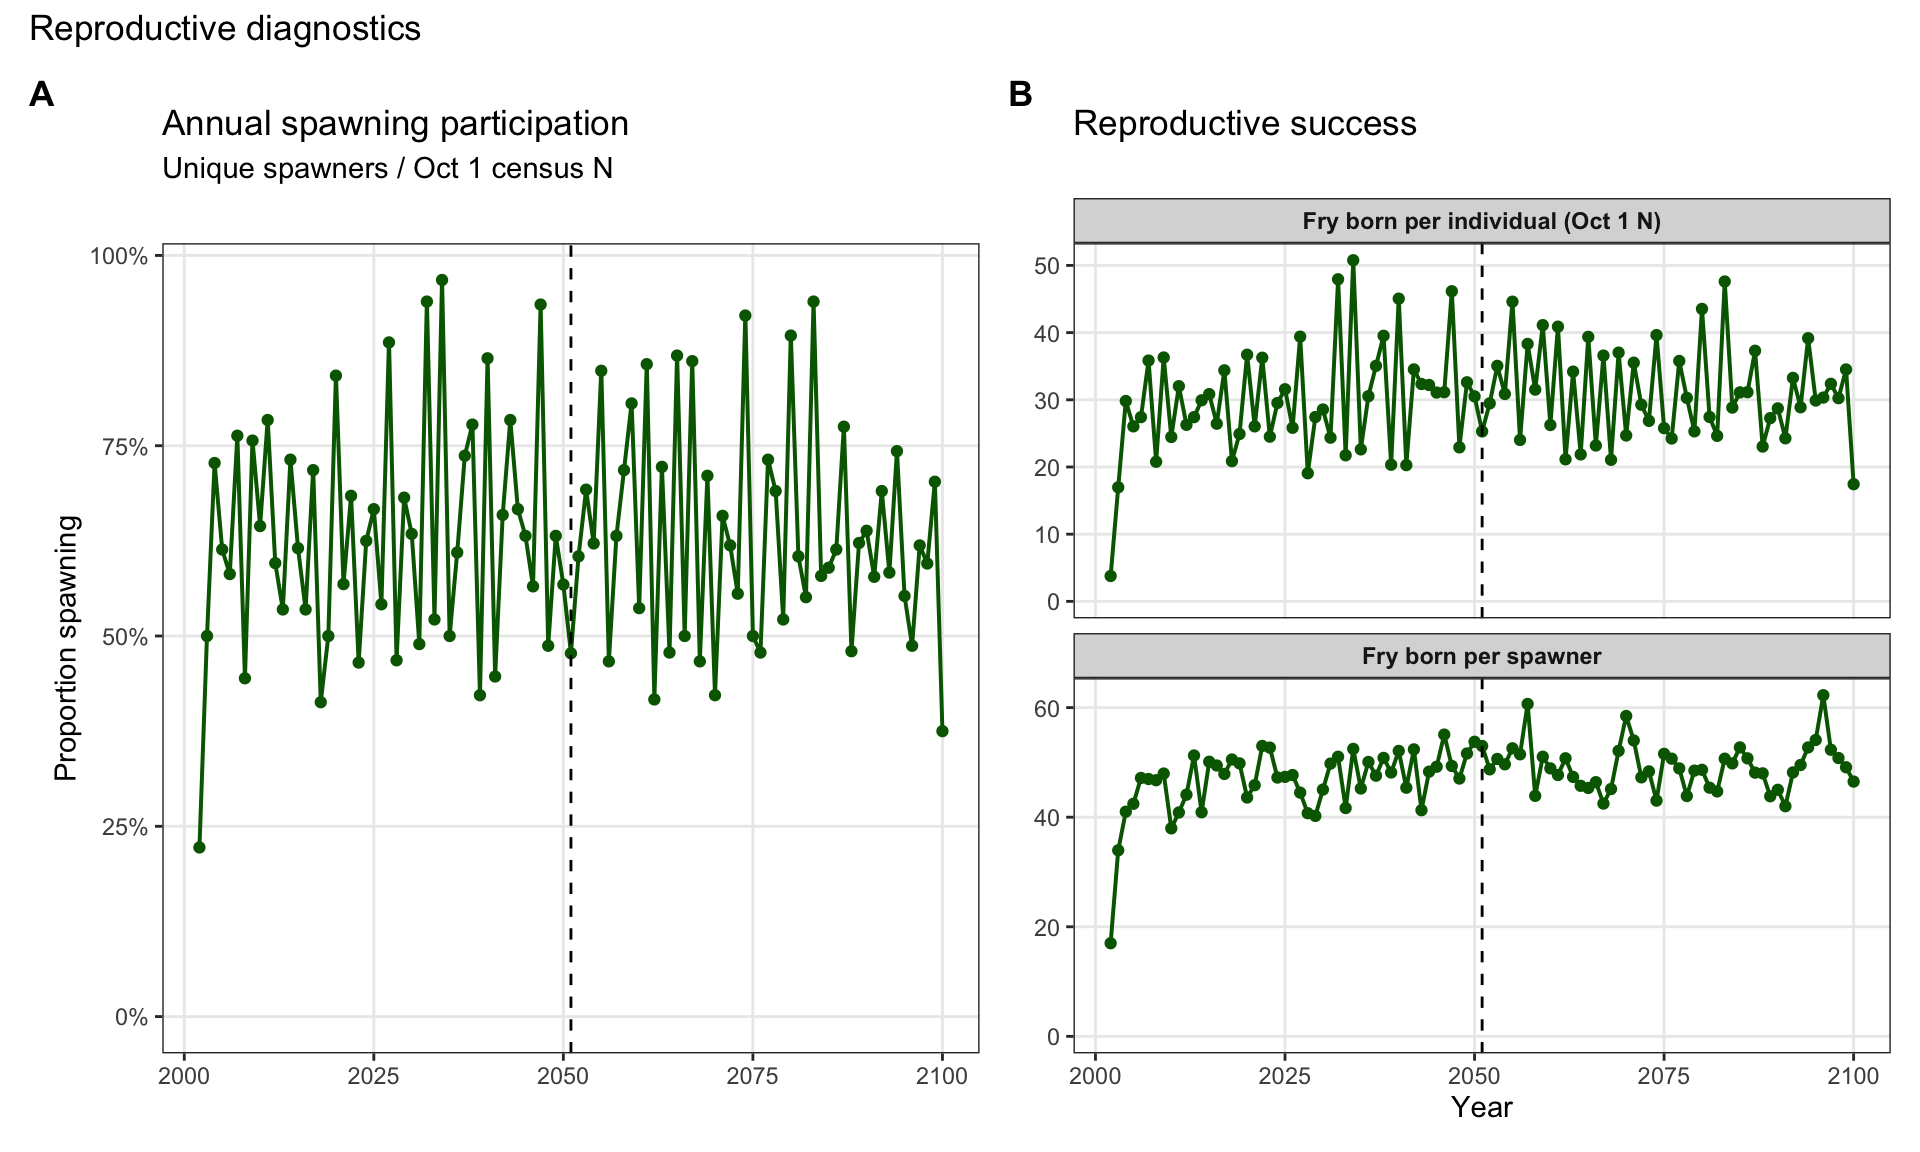 Reproductive diagnostics
A
Annual spawning participation
Unique spawners / Oct 1 census N
Proportion spawning
100%
75%
50%
25%
0%
2000
2025
2050
2075
2100
B
Reproductive success
Fry born per individual (Oct 1 N)
50
40
30
20
10
0
Fry born per spawner
60
40
20
0
2000
2025
2050
2075
2100
Year